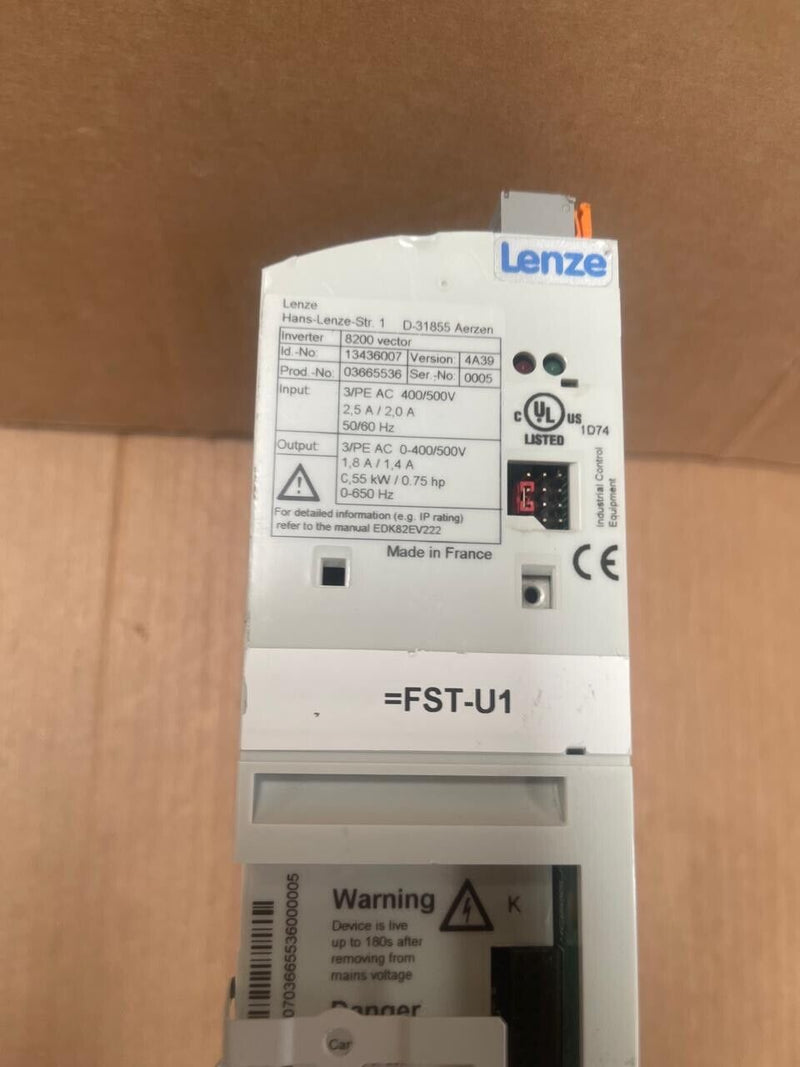 Lenze
Lenze
Hans-Lenze-Str. 1 D-31855 Aerzen
Inverter 8200 vector
Id.-No: 13436007 Version: 4A39
Prod.-No: 03665536 Ser.-No: 0005
Input: 3/PE AC 400/500V
2,5 A / 2,0 A
50/60 Hz
Output: 3/PE AC 0-400/500V
1,8 A / 1,4 A
0,55 kW / 0.75 hp
0-650 Hz
For detailed information (e.g. IP rating)
refer to the manual EDK82EV222
Made in France
C UL US
LISTED
1D74
Industrial Control
Equipment
CE
=FST-U1
Warning
K
Device is live
up to 180s after
removing from
mains voltage
Danger
Car